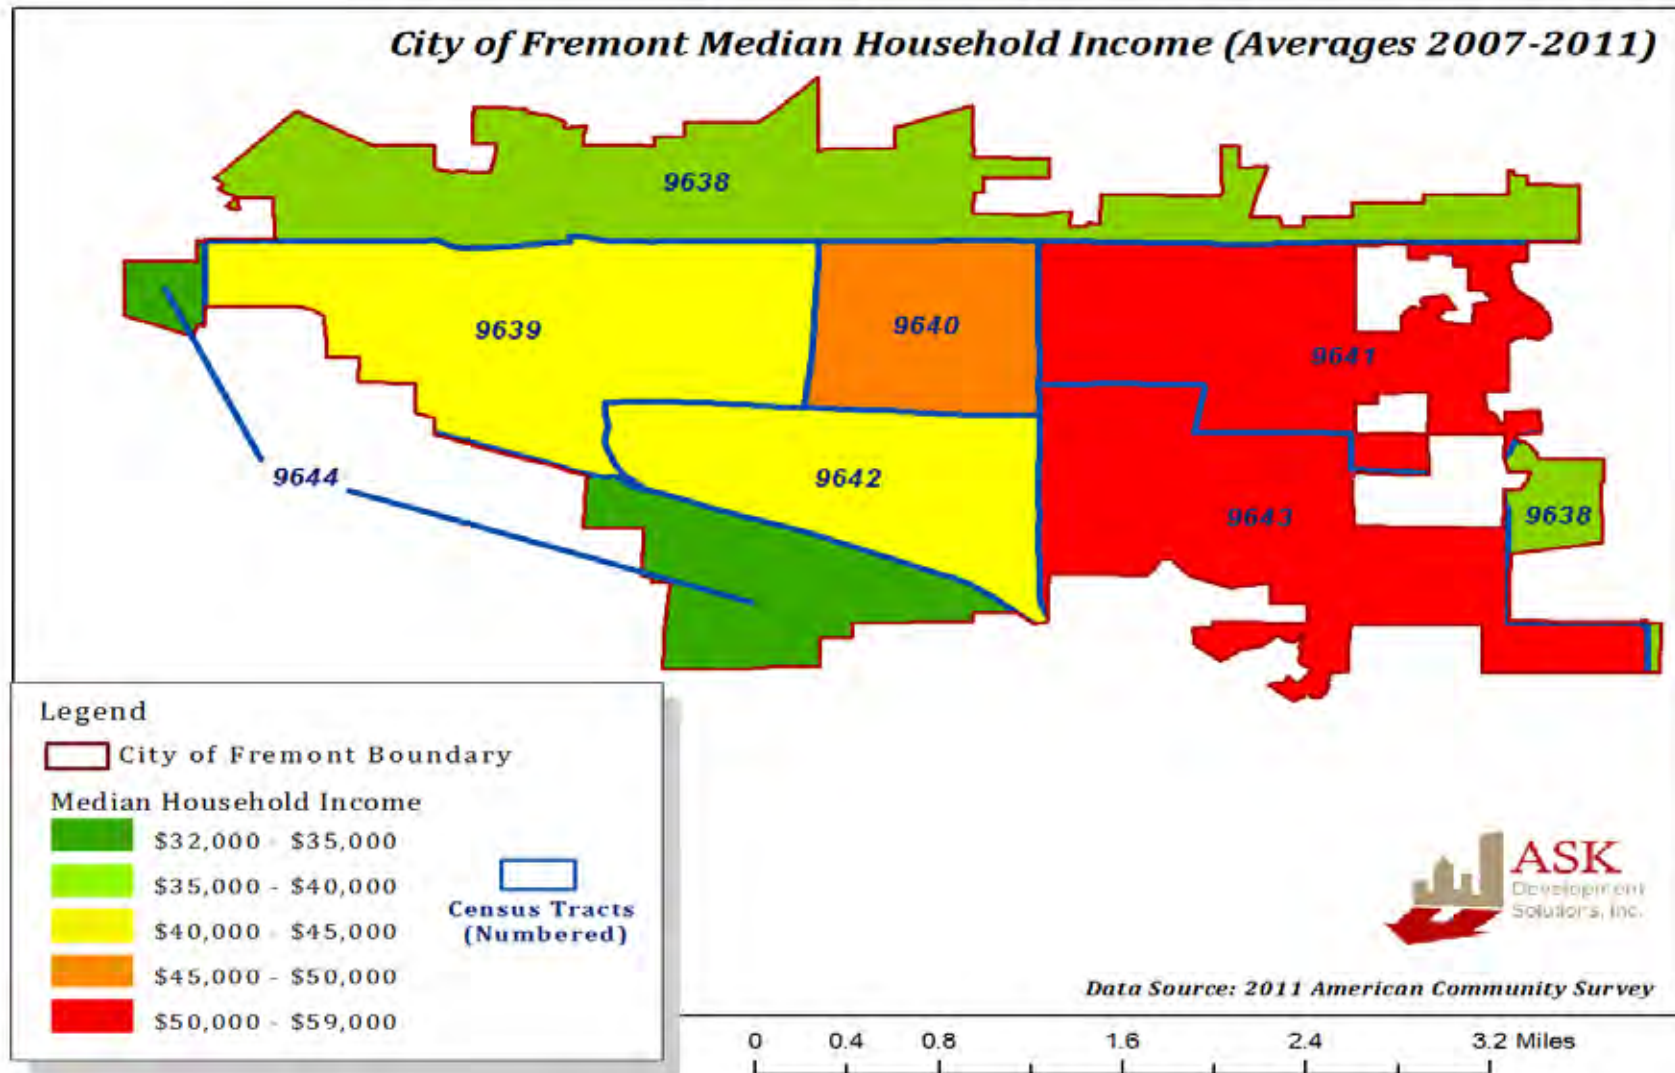 City of Fremont Median Household Income (Averages 2007-2011)
9638
9639
9640
9641
9644
9642
9643
9638
Legend
City of Fremont Boundary
Median Household Income
$32,000 - $35,000
$35,000 - $40,000
$40,000 - $45,000
$45,000 - $50,000
$50,000 - $59,000
Census Tracts
(Numbered)
ASK
Development
Solutions, Inc.
Data Source: 2011 American Community Survey
0 0.4 0.8 1.6 2.4 3.2 Miles